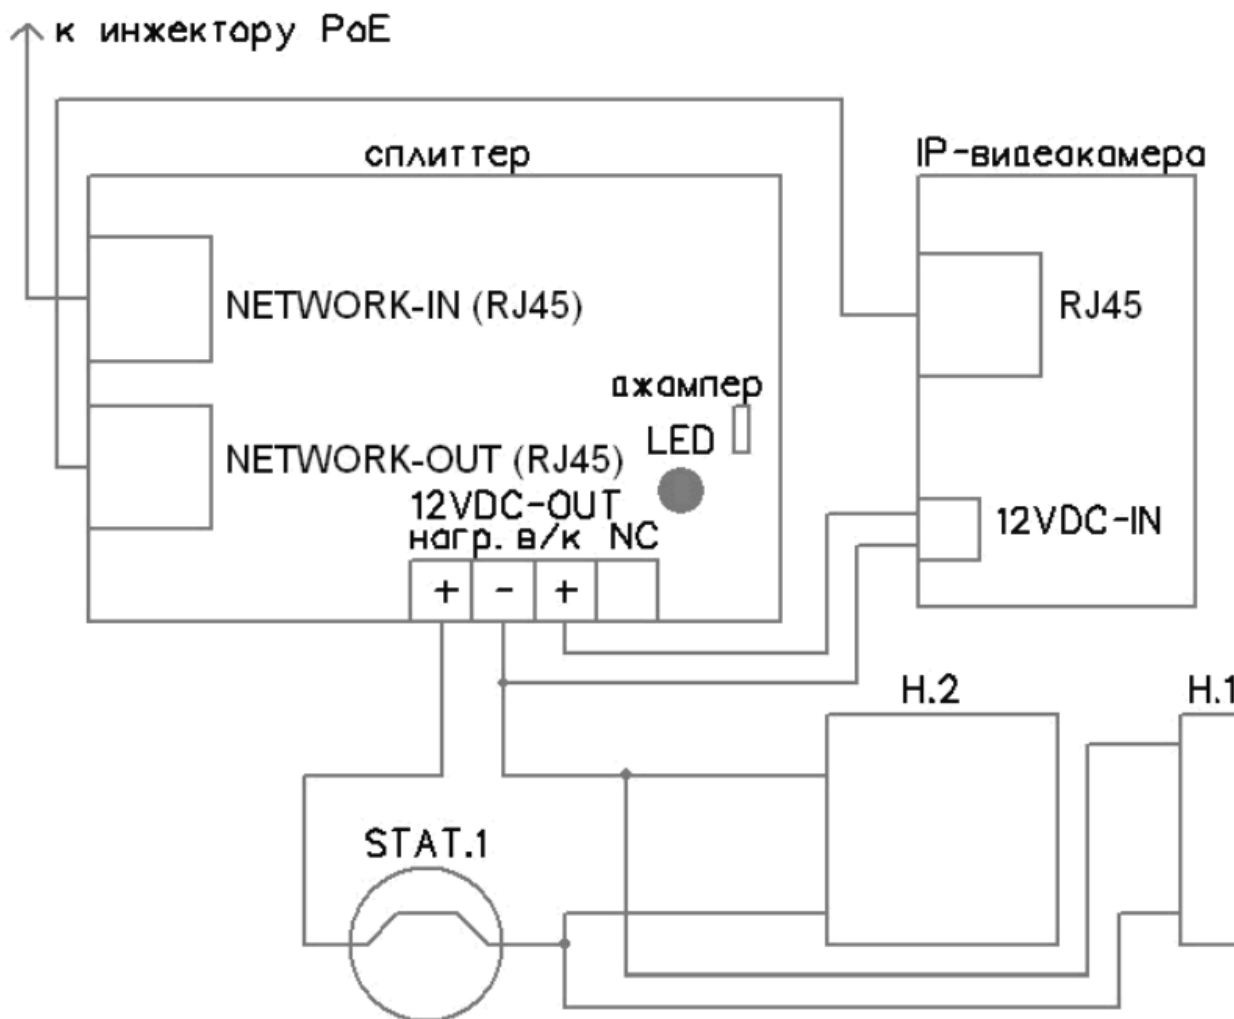 к инжектору PoE
сплиттер
IP-видеокамера
NETWORK-IN (RJ45)
RJ45
джампер
LED
NETWORK-OUT (RJ45)
12VDC-OUT
12VDC-IN
нагр. в/к NC
+ - +
H.2
H.1
STAT.1